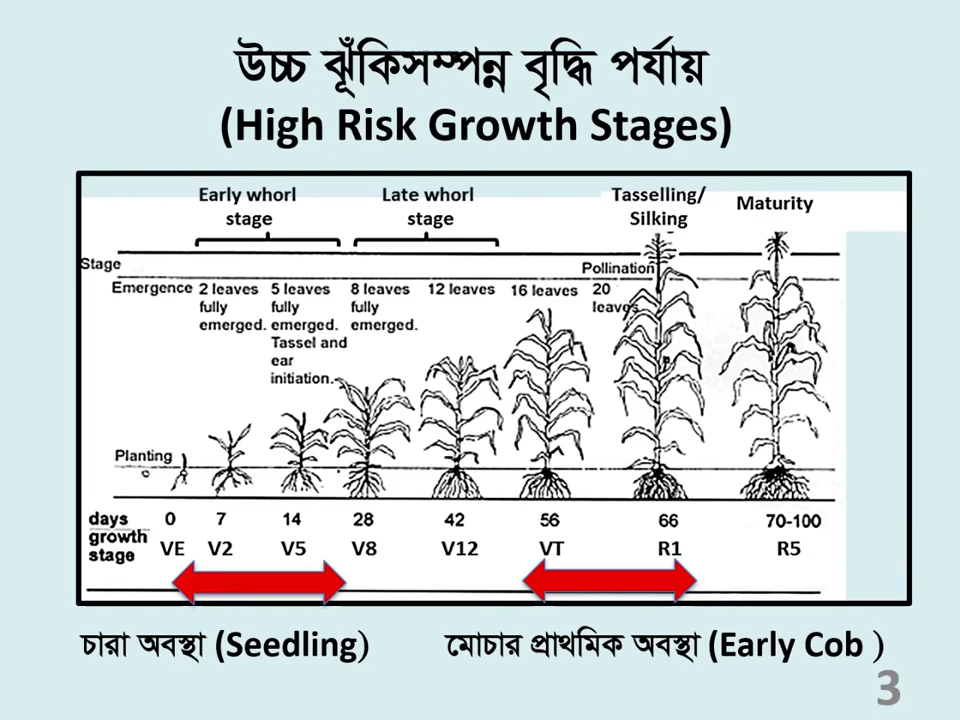 উচ্চ ঝুঁকিসম্পন্ন বৃদ্ধি পর্যায়
(High Risk Growth Stages)
Early whorl stage
Late whorl stage
Tasselling/ Silking
Maturity
Stage
Pollination
Emergence
2 leaves fully emerged.
5 leaves fully emerged. Tassel and ear initiation.
8 leaves fully emerged.
12 leaves
16 leaves
20 leaves
Planting
days 0 7 14 28 42 56 66 70-100
growth stage VE V2 V5 V8 V12 VT R1 R5
চারা অবস্থা (Seedling)
মোচার প্রাথমিক অবস্থা (Early Cob )
3